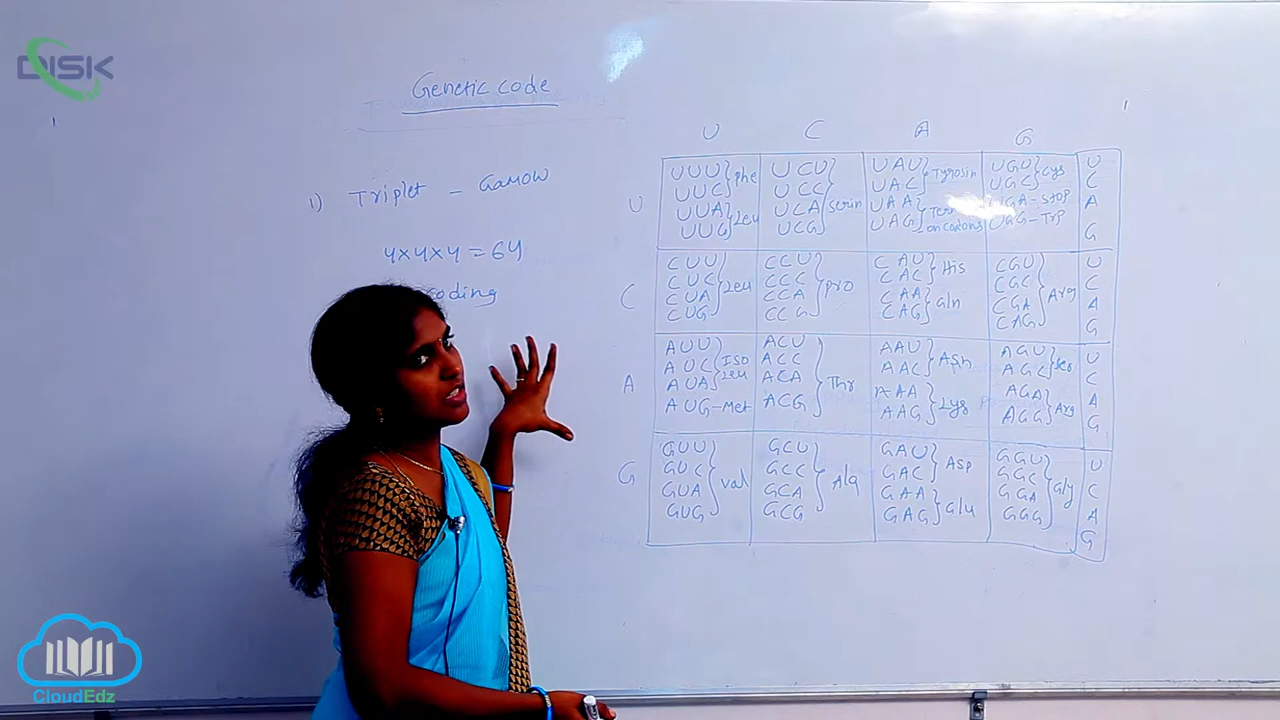 DISK
Genetic code
U C A G
1) Triplet - Gamow
4x4x4 = 64
coding
U
UUU UUC } phe
UUA UUG } Leu
UCU UCC UCA UCG } serin
UAU UAC } Tyrosin
UAA UAG } on codons
UGU UGC } Cys
UGA - STOP
UGG - Trp
U C A G
C
CUU CUC CUA CUG } Leu
CCU CCC CCA CCG } pro
CAU CAC } His
CAA CAG } Gln
CGU CGC CGA CAG } Arg
U C A G
A
AUU AUC AUA } Iso Leu
AUG - Met
ACU ACC ACA ACG } Thr
AAU AAC } Asn
AAA AAG } Lys
AGU AGC } Ser
AGA AGG } Arg
U C A G
G
GUU GUC GUA GUG } val
GCU GCC GCA GCG } Ala
GAU GAC } Asp
GAA GAG } Glu
GGU GGC GGA GGG } Gly
U C A G
CloudEdz